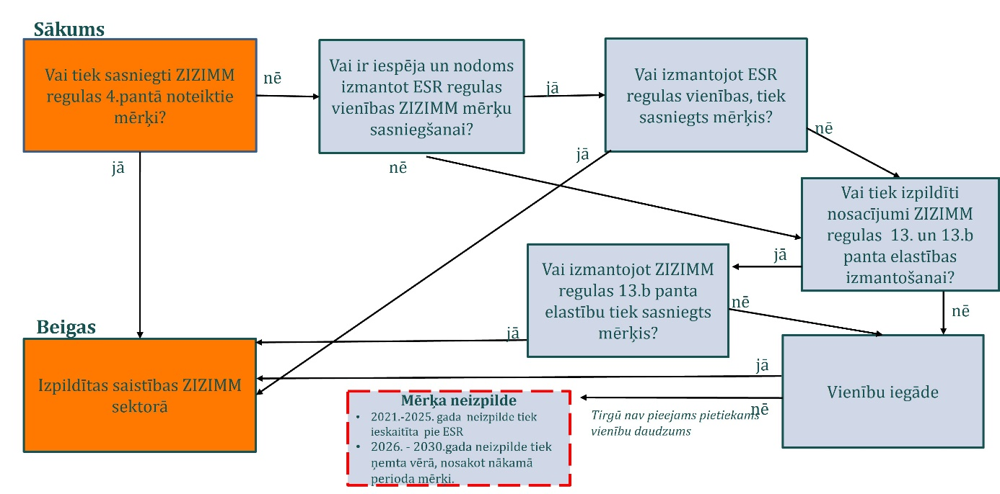 Sākums
Vai tiek sasniegti ZIZIMM
regulas 4.pantā noteiktie
mērķi?
nē
jā
Vai ir iespēja un nodoms
izmantot ESR regulas
vienības ZIZIMM mērķu
sasniegšanai?
jā
nē
Vai izmantojot ESR
regulas vienības, tiek
sasniegts mērķis?
jā
nē
Vai tiek izpildīti
nosacījumi ZIZIMM
regulas 13. un 13.b
panta elastības
izmantošanai?
jā
nē
Vai izmantojot ZIZIMM
regulas 13.b panta
elastību tiek sasniegts
mērķis?
nē
jā
Beigas
Izpildītas saistības ZIZIMM
sektorā
Vienību iegāde
jā
nē
Tirgū nav pieejams pietiekams
vienību daudzums
Mērķa neizpilde
• 2021.-2025. gada neizpilde tiek
ieskaitīta pie ESR
• 2026. - 2030.gada neizpilde tiek
ņemta vērā, nosakot nākamā
perioda mērķi.